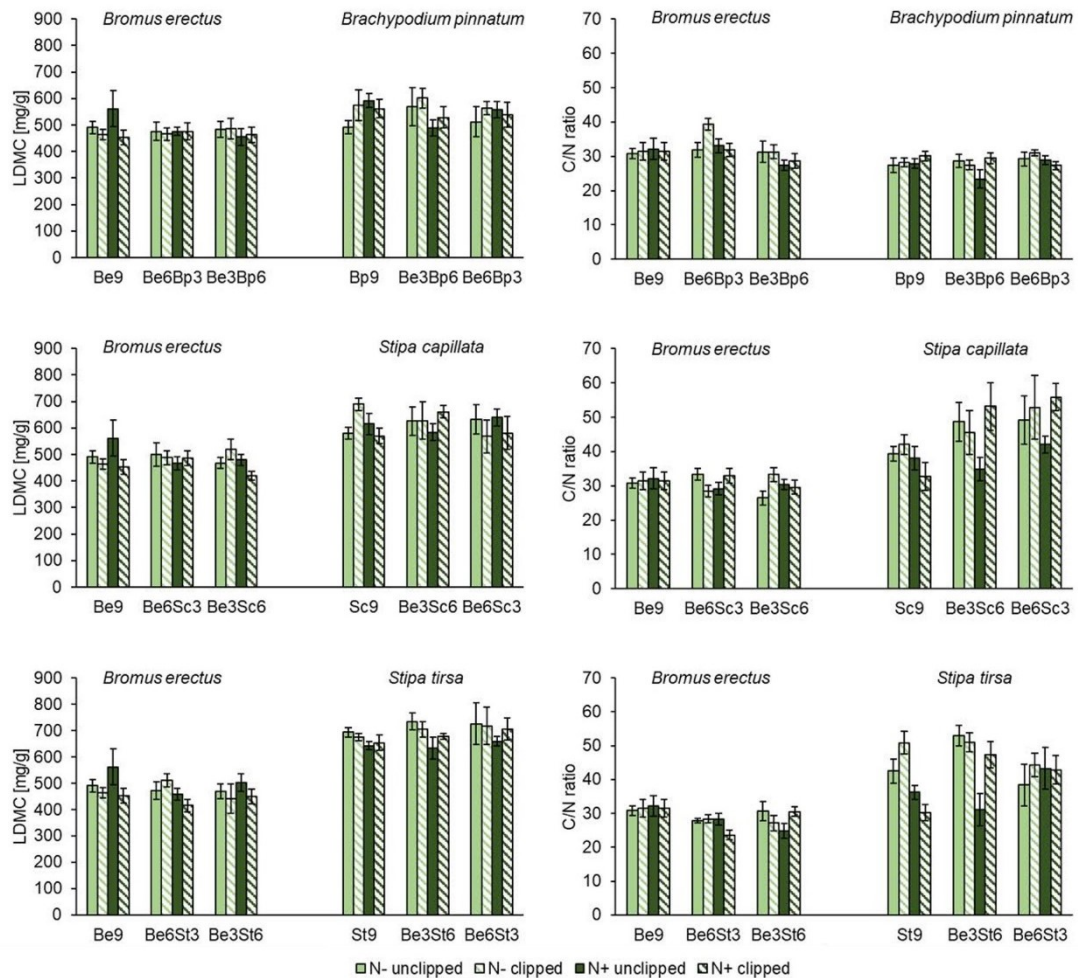 Bromus erectus Brachypodium pinnatum
LDMC [mg/g]
900
800
700
600
500
400
300
200
100
0
Be9 Be6Bp3 Be3Bp6 Bp9 Be3Bp6 Be6Bp3
Bromus erectus Brachypodium pinnatum
C/N ratio
70
60
50
40
30
20
10
0
Be9 Be6Bp3 Be3Bp6 Bp9 Be3Bp6 Be6Bp3
Bromus erectus Stipa capillata
LDMC [mg/g]
900
800
700
600
500
400
300
200
100
0
Be9 Be6Sc3 Be3Sc6 Sc9 Be3Sc6 Be6Sc3
Bromus erectus Stipa capillata
C/N ratio
70
60
50
40
30
20
10
0
Be9 Be6Sc3 Be3Sc6 Sc9 Be3Sc6 Be6Sc3
Bromus erectus Stipa tirsa
LDMC [mg/g]
900
800
700
600
500
400
300
200
100
0
Be9 Be6St3 Be3St6 St9 Be3St6 Be6St3
Bromus erectus Stipa tirsa
C/N ratio
70
60
50
40
30
20
10
0
Be9 Be6St3 Be3St6 St9 Be3St6 Be6St3
N- unclipped N- clipped N+ unclipped N+ clipped